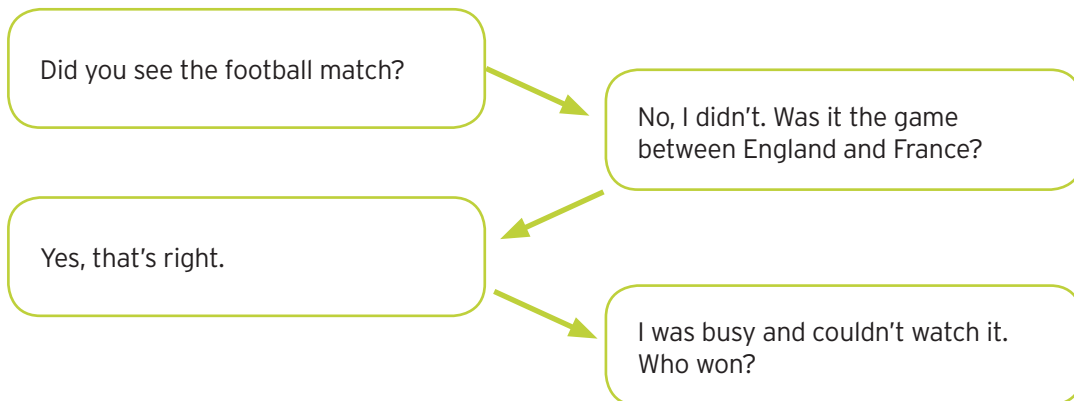 Did you see the football match?
No, I didn't. Was it the game
between England and France?
Yes, that's right.
I was busy and couldn't watch it.
Who won?